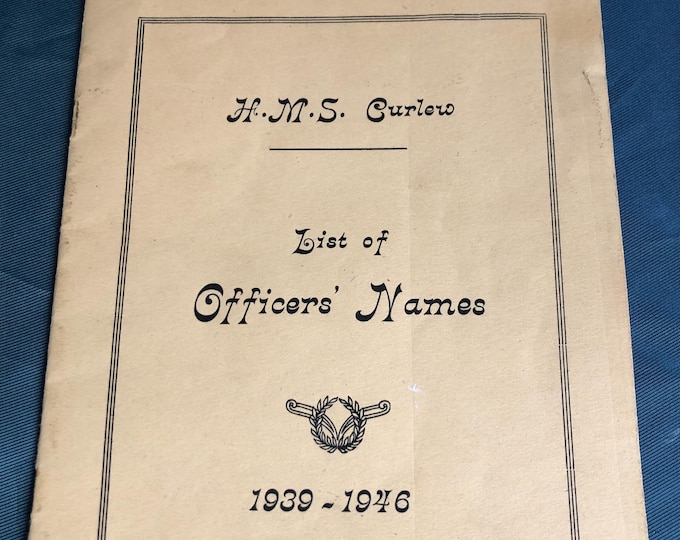 H.M.S. Curlew
List of
Officers' Names
1939 - 1946